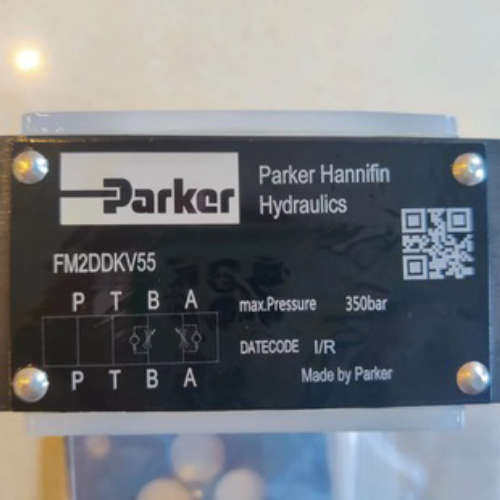 Parker
Parker Hannifin
Hydraulics
FM2DDKV55
P T B A
max.Pressure 350bar
DATECODE I/R
P T B A
Made by Parker